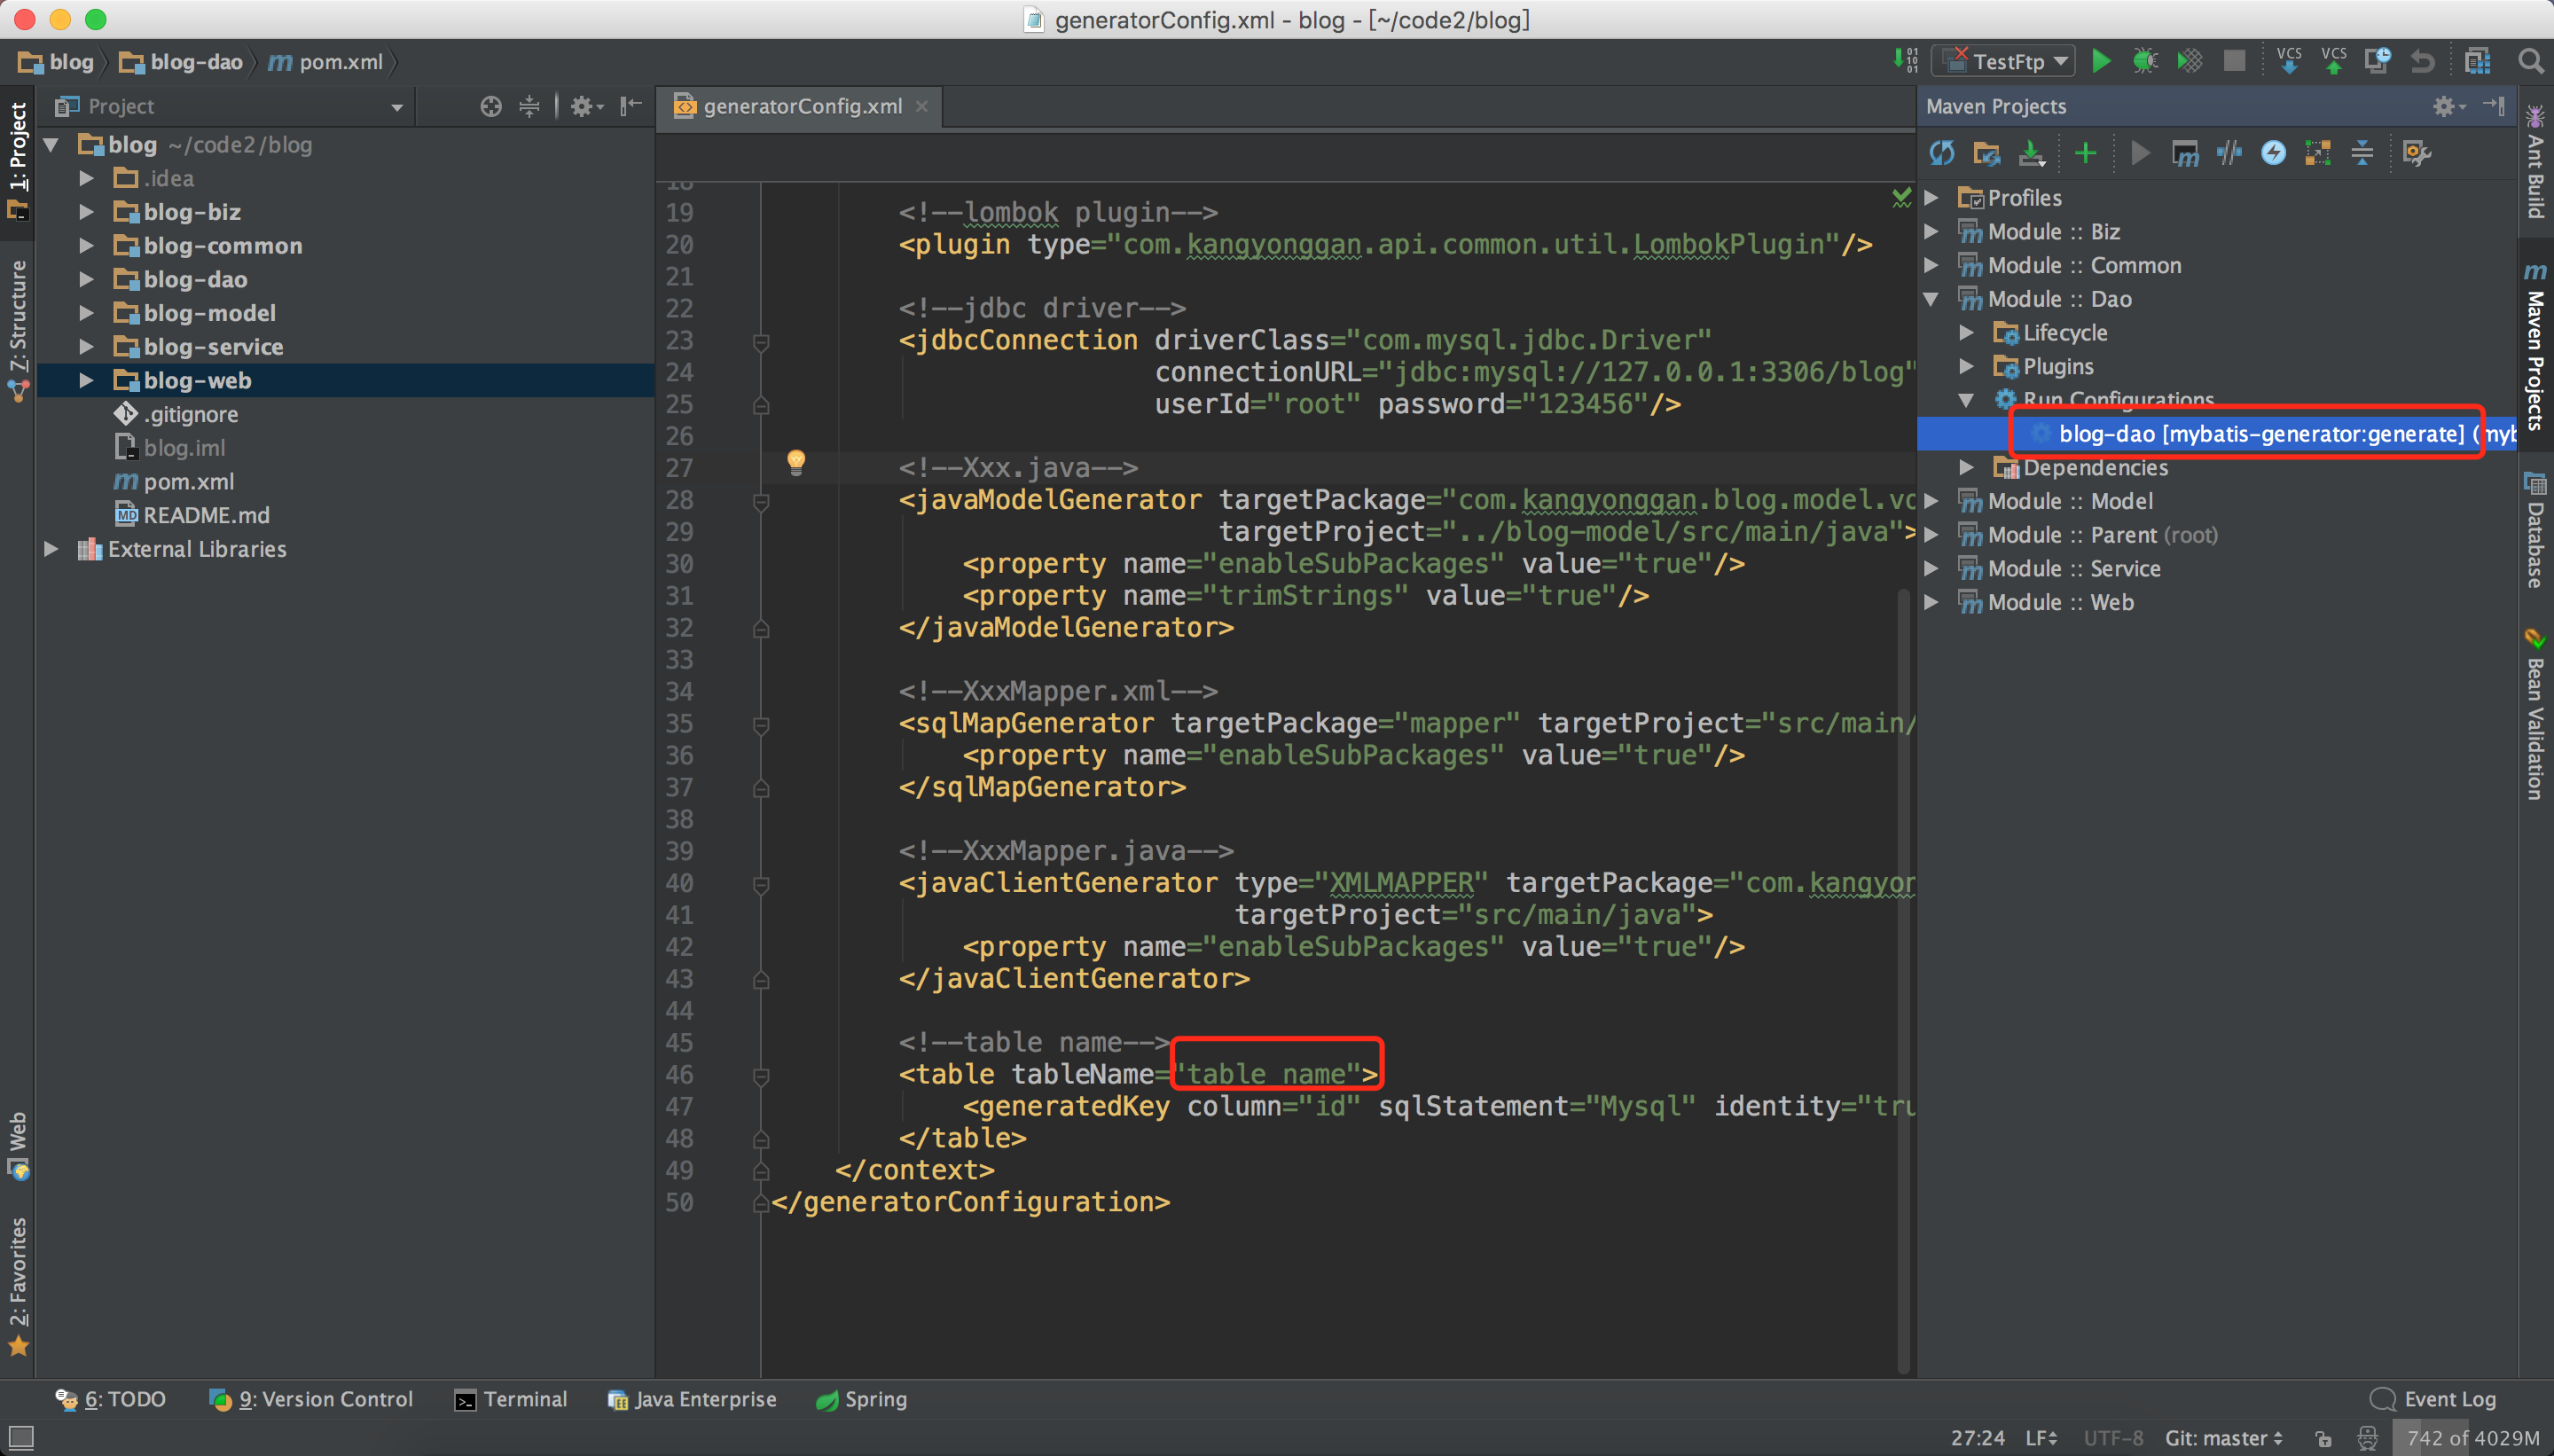 generatorConfig.xml - blog - [~/code2/blog]
blog blog-dao m pom.xml
TestFtp
VCS VCS
Project
generatorConfig.xml
Maven Projects
1: Project
7: Structure
Web
2: Favorites
blog ~/code2/blog
.idea
blog-biz
blog-common
blog-dao
blog-model
blog-service
blog-web
.gitignore
blog.iml
pom.xml
README.md
External Libraries
18
19 <!--lombok plugin-->
20 <plugin type="com.kangyonggan.api.common.util.LombokPlugin"/>
21
22 <!--jdbc driver-->
23 <jdbcConnection driverClass="com.mysql.jdbc.Driver"
24 connectionURL="jdbc:mysql://127.0.0.1:3306/blog"
25 userId="root" password="123456"/>
26
27 <!--Xxx.java-->
28 <javaModelGenerator targetPackage="com.kangyonggan.blog.model.vo
29 targetProject="../blog-model/src/main/java">
30 <property name="enableSubPackages" value="true"/>
31 <property name="trimStrings" value="true"/>
32 </javaModelGenerator>
33
34 <!--XxxMapper.xml-->
35 <sqlMapGenerator targetPackage="mapper" targetProject="src/main/
36 <property name="enableSubPackages" value="true"/>
37 </sqlMapGenerator>
38
39 <!--XxxMapper.java-->
40 <javaClientGenerator type="XMLMAPPER" targetPackage="com.kangyon
41 targetProject="src/main/java">
42 <property name="enableSubPackages" value="true"/>
43 </javaClientGenerator>
44
45 <!--table name-->
46 <table tableName="table name">
47 <generatedKey column="id" sqlStatement="Mysql" identity="tru
48 </table>
49 </context>
50 </generatorConfiguration>
Profiles
Module :: Biz
Module :: Common
Module :: Dao
Lifecycle
Plugins
Run Configurations
blog-dao [mybatis-generator:generate] (myb
Dependencies
Module :: Model
Module :: Parent (root)
Module :: Service
Module :: Web
Ant Build
Maven Projects
Database
Bean Validation
6: TODO 9: Version Control Terminal Java Enterprise Spring Event Log
27:24 LF UTF-8 Git: master 742 of 4029M